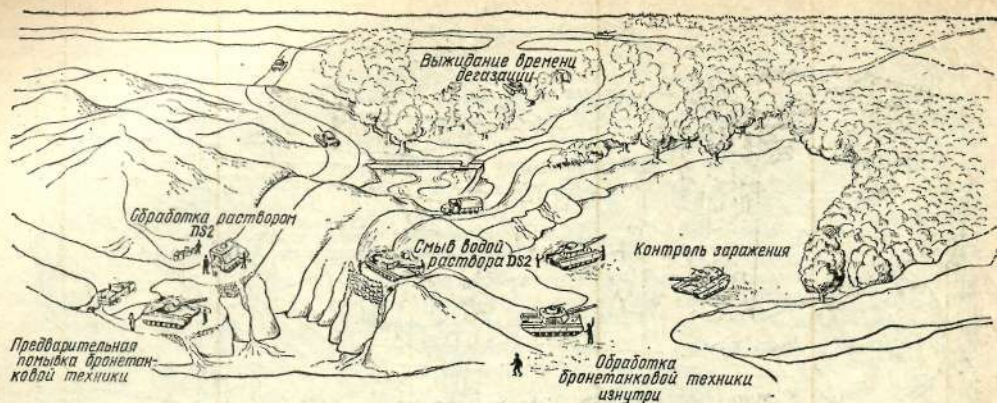 Выжидание времени
дегазации
Обработка раствором
DS2
Смыв водой
раствора DS2
Контроль заражения
Предварительная
помывка бронетан-
ковой техники
Обработка
бронетанковой техники
изнутри